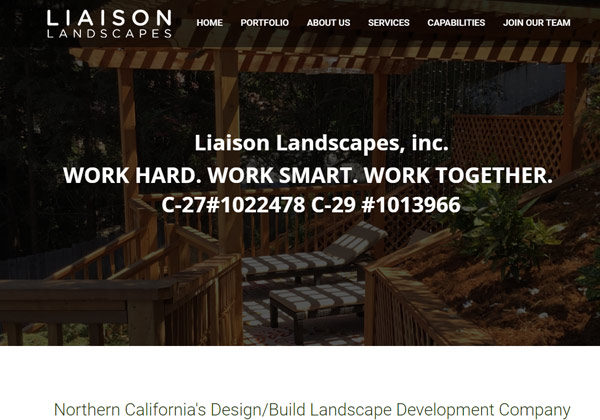 LIAISON
LANDSCAPES
HOME PORTFOLIO ABOUT US SERVICES CAPABILITIES JOIN OUR TEAM
Liaison Landscapes, inc.
WORK HARD. WORK SMART. WORK TOGETHER.
C-27#1022478 C-29 #1013966
Northern California's Design/Build Landscape Development Company